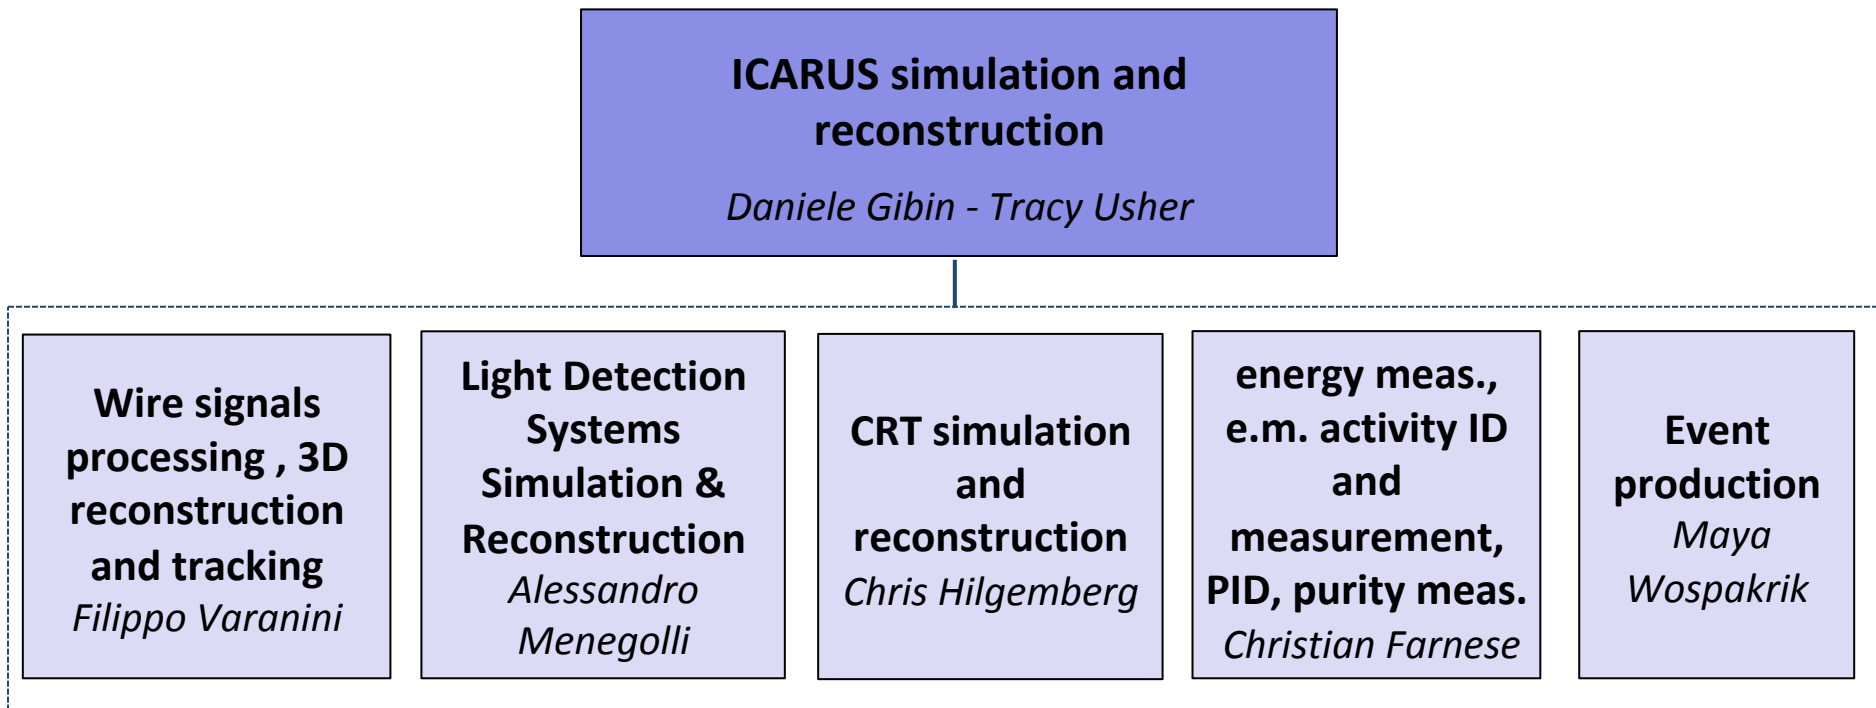 ICARUS simulation and
reconstruction
Daniele Gibin - Tracy Usher
Wire signals
processing , 3D
reconstruction
and tracking
Filippo Varanini
Light Detection
Systems
Simulation &
Reconstruction
Alessandro
Menegolli
CRT simulation
and
reconstruction
Chris Hilgemberg
energy meas.,
e.m. activity ID
and
measurement,
PID, purity meas.
Christian Farnese
Event
production
Maya
Wospakrik